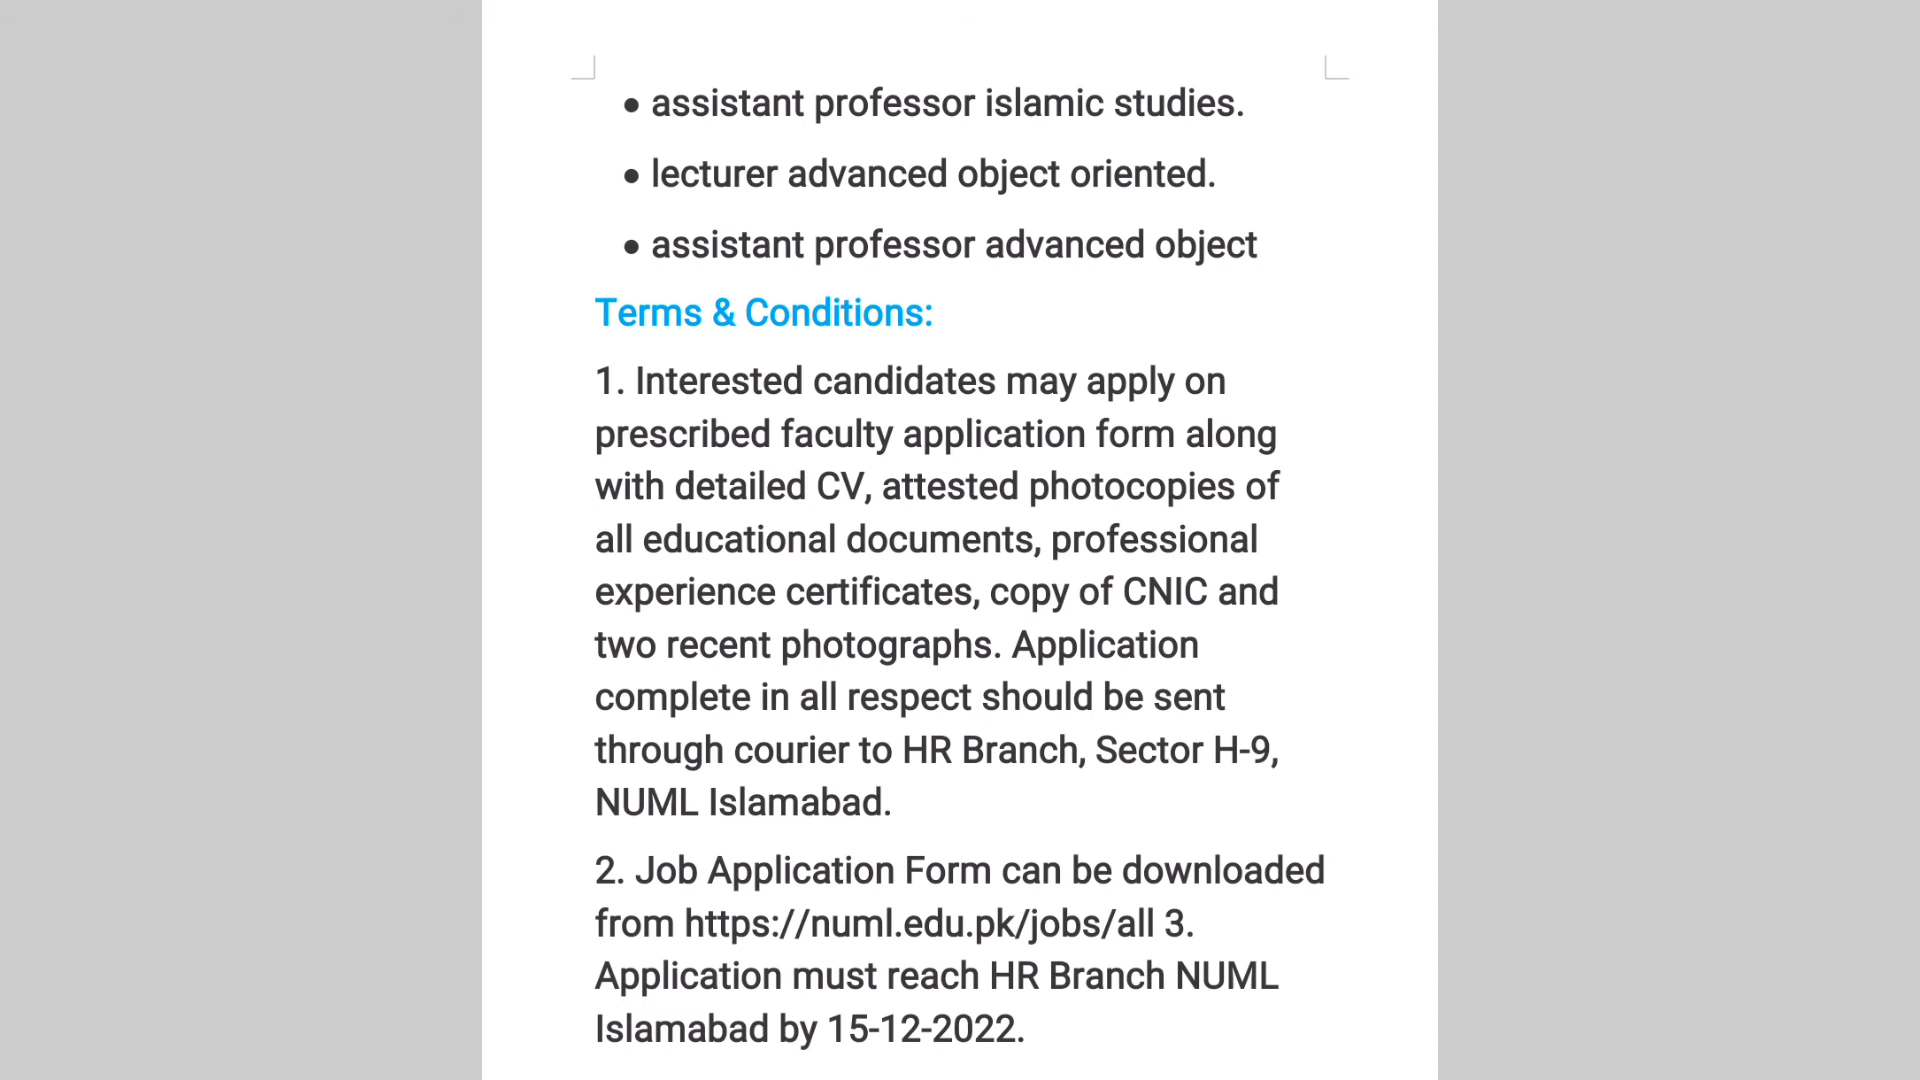 • assistant professor islamic studies.
• lecturer advanced object oriented.
• assistant professor advanced object
Terms & Conditions:
1. Interested candidates may apply on
prescribed faculty application form along
with detailed CV, attested photocopies of
all educational documents, professional
experience certificates, copy of CNIC and
two recent photographs. Application
complete in all respect should be sent
through courier to HR Branch, Sector H-9,
NUML Islamabad.
2. Job Application Form can be downloaded
from https://numl.edu.pk/jobs/all 3.
Application must reach HR Branch NUML
Islamabad by 15-12-2022.